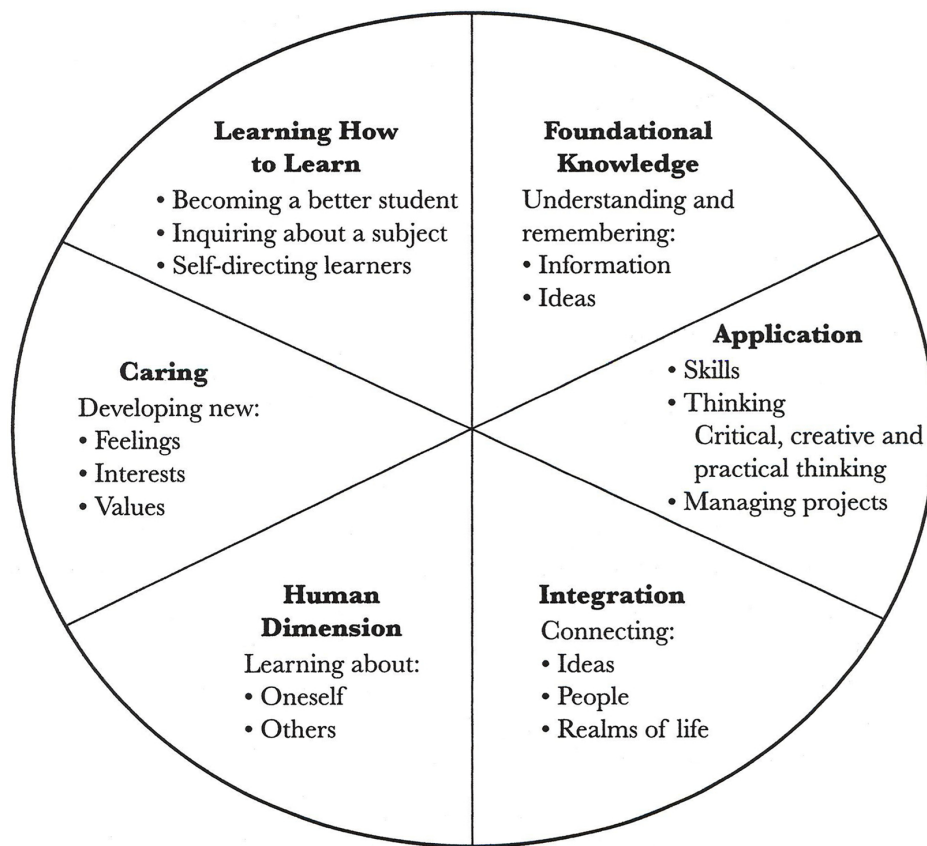 Learning How
to Learn
• Becoming a better student
• Inquiring about a subject
• Self-directing learners
Foundational
Knowledge
Understanding and
remembering:
• Information
• Ideas
Application
• Skills
• Thinking
Critical, creative and
practical thinking
• Managing projects
Integration
Connecting:
• Ideas
• People
• Realms of life
Human
Dimension
Learning about:
• Oneself
• Others
Caring
Developing new:
• Feelings
• Interests
• Values